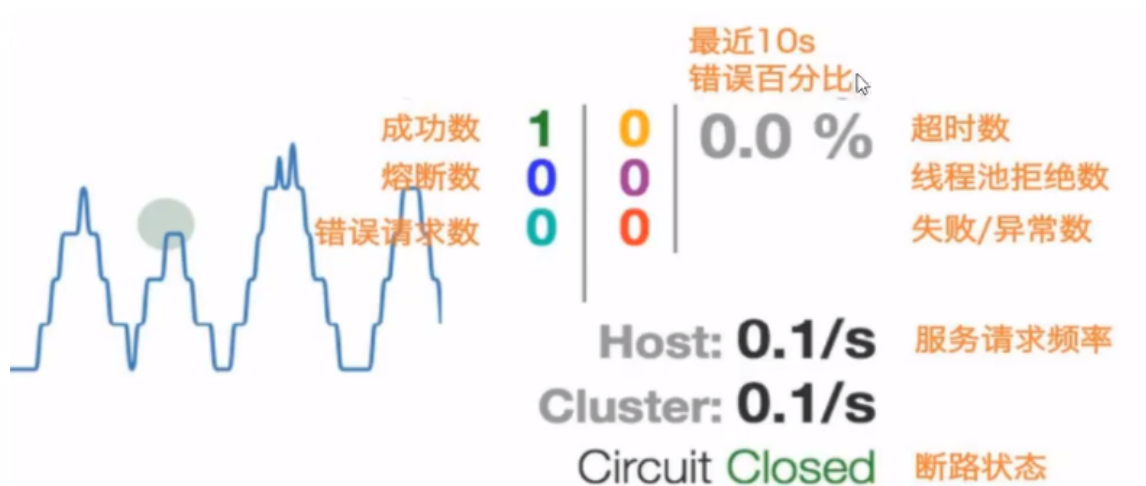 最近10s
错误百分比
成功数 1 0 0.0 % 超时数
熔断数 0 0 线程池拒绝数
错误请求数 0 0 失败/异常数
Host: 0.1/s 服务请求频率
Cluster: 0.1/s
Circuit Closed 断路状态